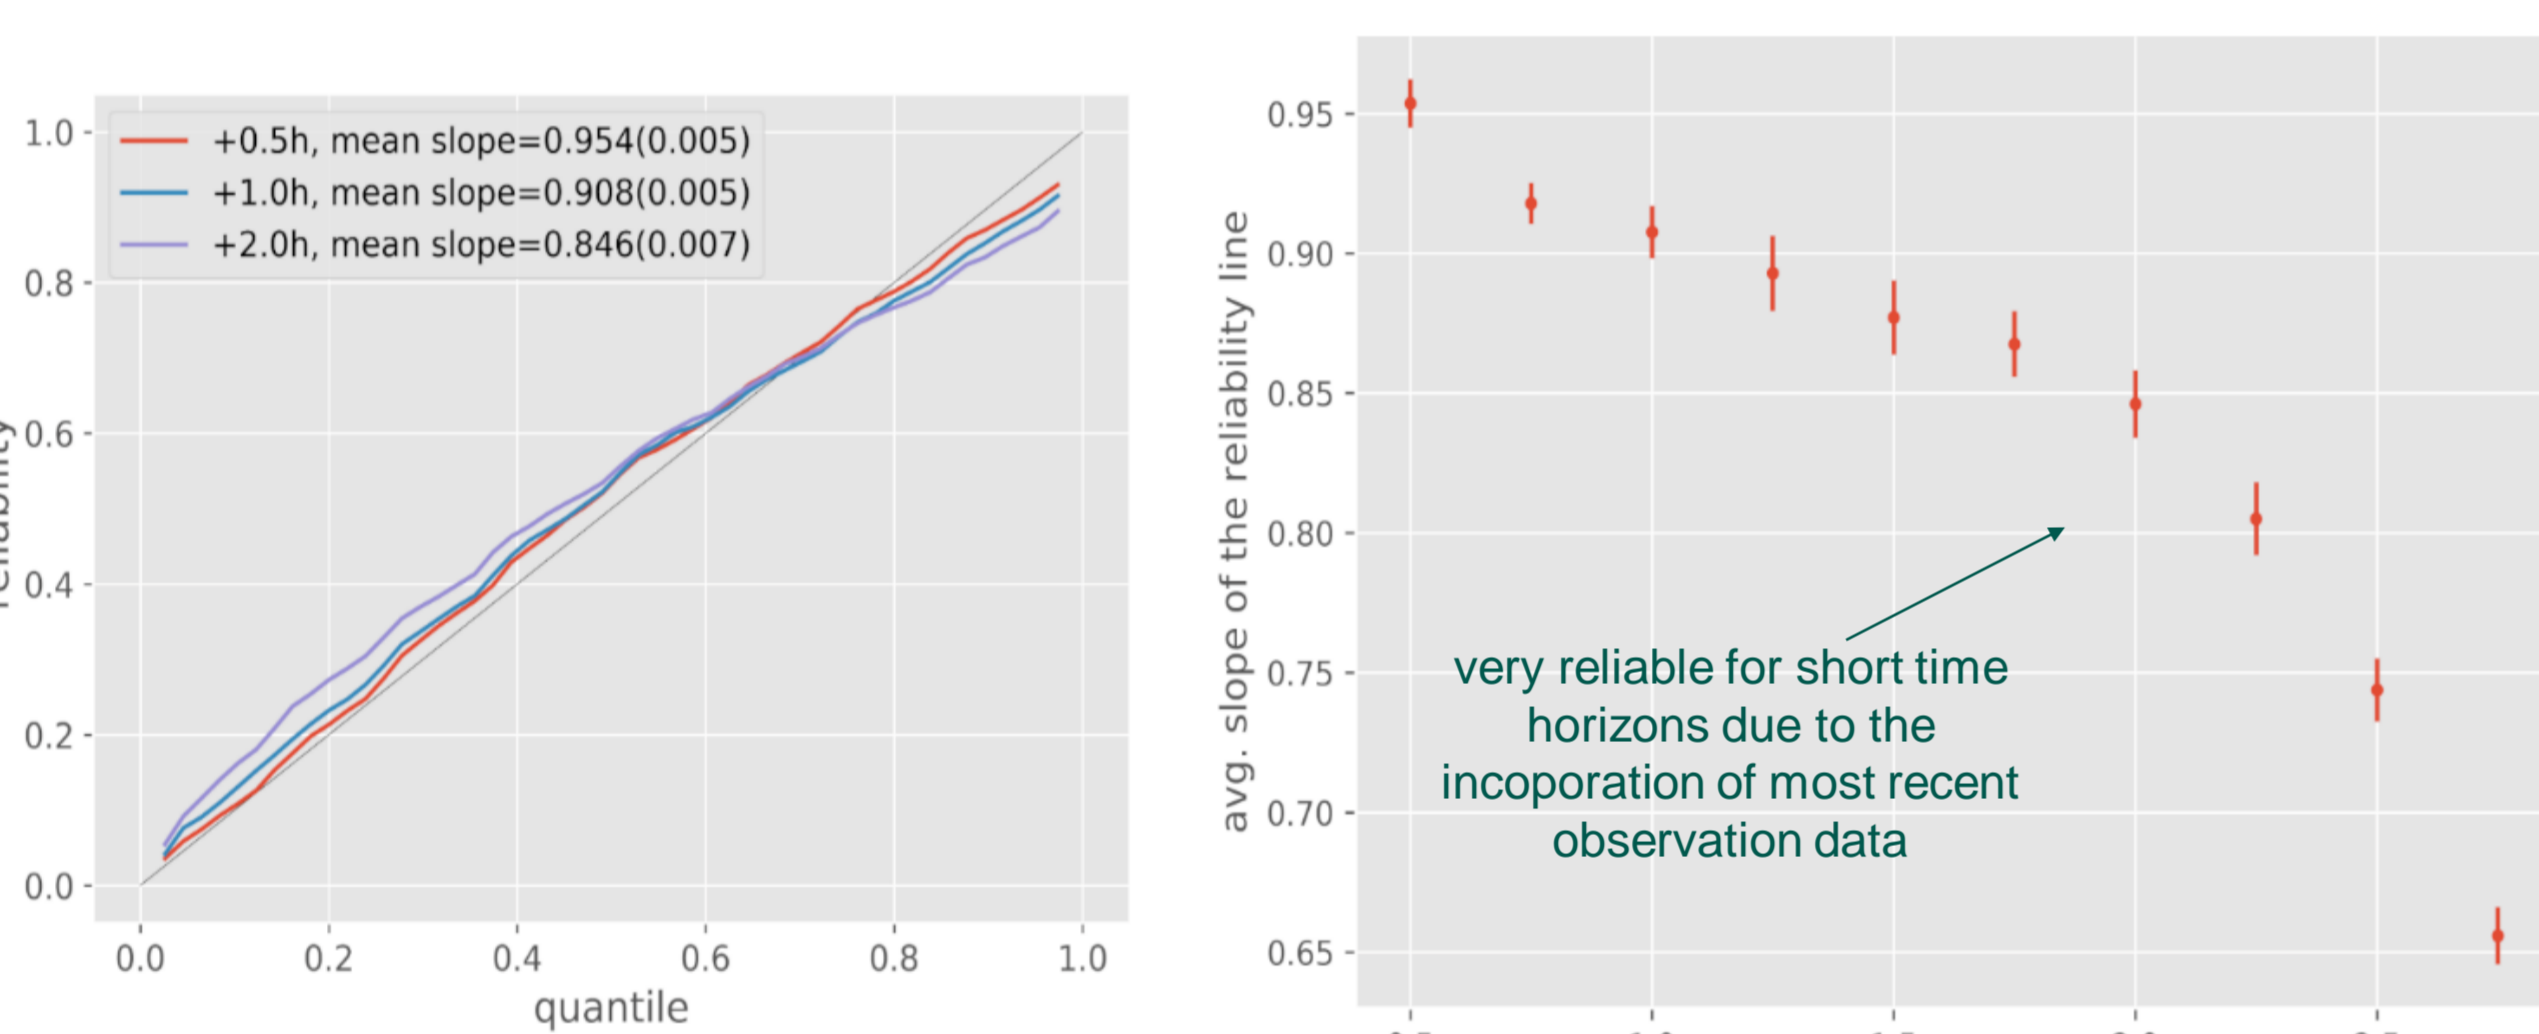 +0.5h, mean slope=0.954(0.005)
+1.0h, mean slope=0.908(0.005)
+2.0h, mean slope=0.846(0.007)
1.0
0.8
0.6
0.4
0.2
0.0
0.0 0.2 0.4 0.6 0.8 1.0
quantile
avg. slope of the reliability line
0.95
0.90
0.85
0.80
0.75
0.70
0.65
very reliable for short time
horizons due to the
incoporation of most recent
observation data